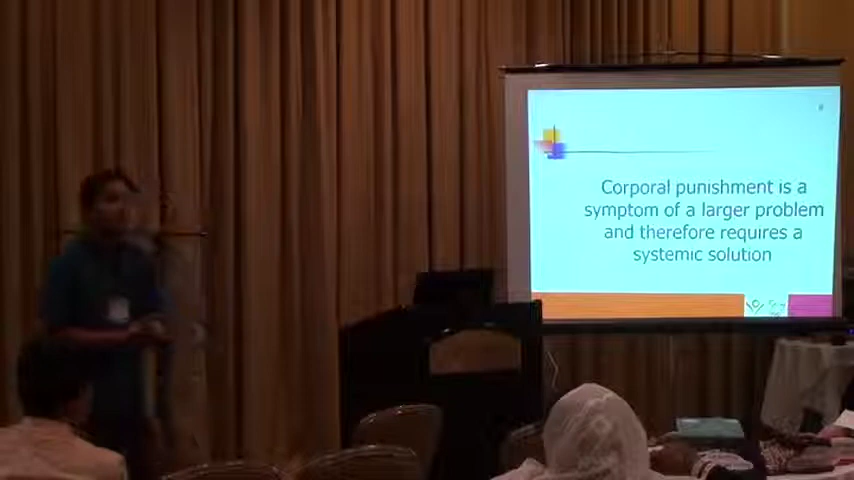 Corporal punishment is a
symptom of a larger problem
and therefore requires a
systemic solution